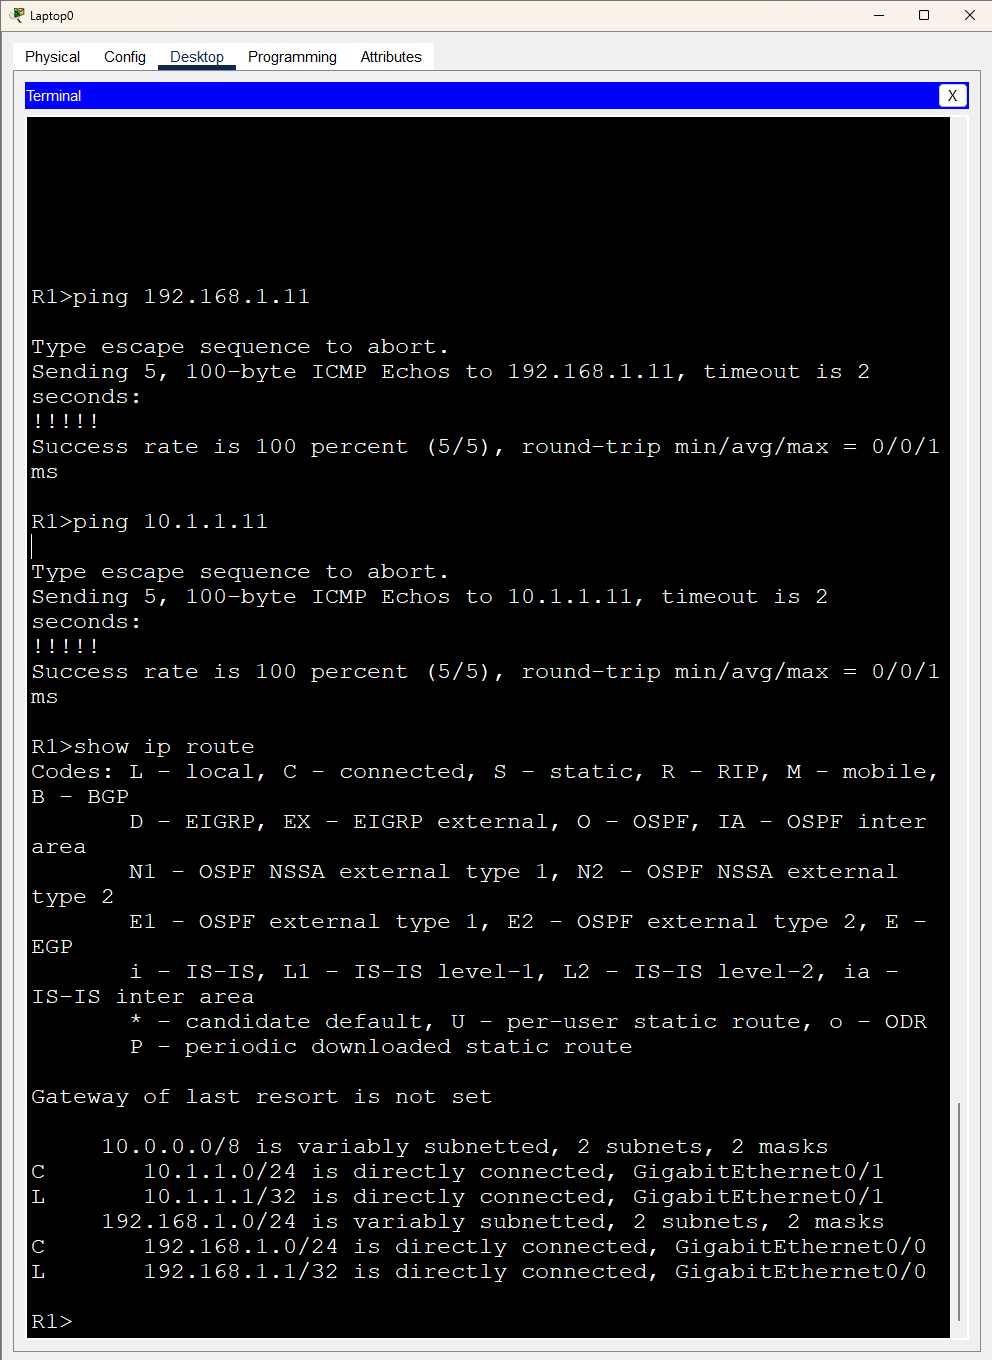 Laptop0
Physical Config Desktop Programming Attributes
Terminal X
R1>ping 192.168.1.11
Type escape sequence to abort.
Sending 5, 100-byte ICMP Echos to 192.168.1.11, timeout is 2
seconds:
!!!!!
Success rate is 100 percent (5/5), round-trip min/avg/max = 0/0/1
ms
R1>ping 10.1.1.11
Type escape sequence to abort.
Sending 5, 100-byte ICMP Echos to 10.1.1.11, timeout is 2
seconds:
!!!!!
Success rate is 100 percent (5/5), round-trip min/avg/max = 0/0/1
ms
R1>show ip route
Codes: L - local, C - connected, S - static, R - RIP, M - mobile,
B - BGP
D - EIGRP, EX - EIGRP external, O - OSPF, IA - OSPF inter
area
N1 - OSPF NSSA external type 1, N2 - OSPF NSSA external
type 2
E1 - OSPF external type 1, E2 - OSPF external type 2, E -
EGP
i - IS-IS, L1 - IS-IS level-1, L2 - IS-IS level-2, ia -
IS-IS inter area
* - candidate default, U - per-user static route, o - ODR
P - periodic downloaded static route
Gateway of last resort is not set
10.0.0.0/8 is variably subnetted, 2 subnets, 2 masks
C 10.1.1.0/24 is directly connected, GigabitEthernet0/1
L 10.1.1.1/32 is directly connected, GigabitEthernet0/1
192.168.1.0/24 is variably subnetted, 2 subnets, 2 masks
C 192.168.1.0/24 is directly connected, GigabitEthernet0/0
L 192.168.1.1/32 is directly connected, GigabitEthernet0/0
R1>